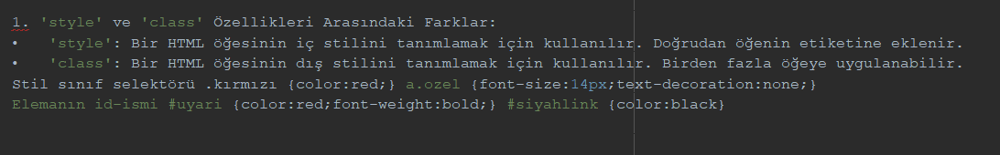 1. 'style' ve 'class' Özellikleri Arasındaki Farklar:
• 'style': Bir HTML öğesinin iç stilini tanımlamak için kullanılır. Doğrudan öğenin etiketine eklenir.
• 'class': Bir HTML öğesinin dış stilini tanımlamak için kullanılır. Birden fazla öğeye uygulanabilir.
Stil sınıf selektörü .kırmızı {color:red;} a.ozel {font-size:14px;text-decoration:none;}
Elemanın id-ismi #uyari {color:red;font-weight:bold;} #siyahlink {color:black}